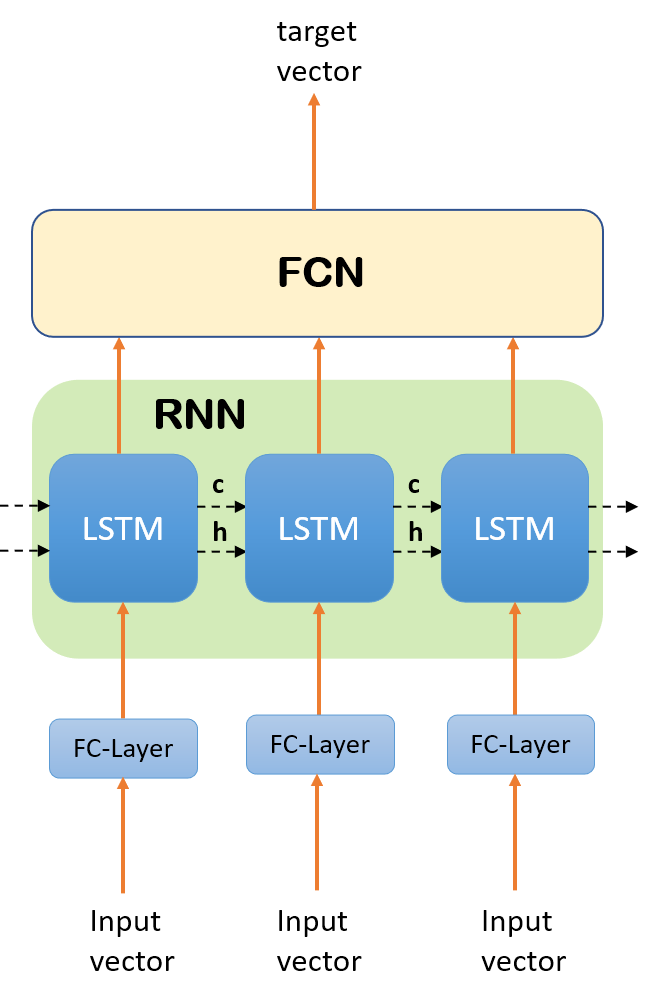 target
vector
FCN
RNN
c
c
LSTM
h
LSTM
h
LSTM
FC-Layer
FC-Layer
FC-Layer
Input
vector
Input
vector
Input
vector